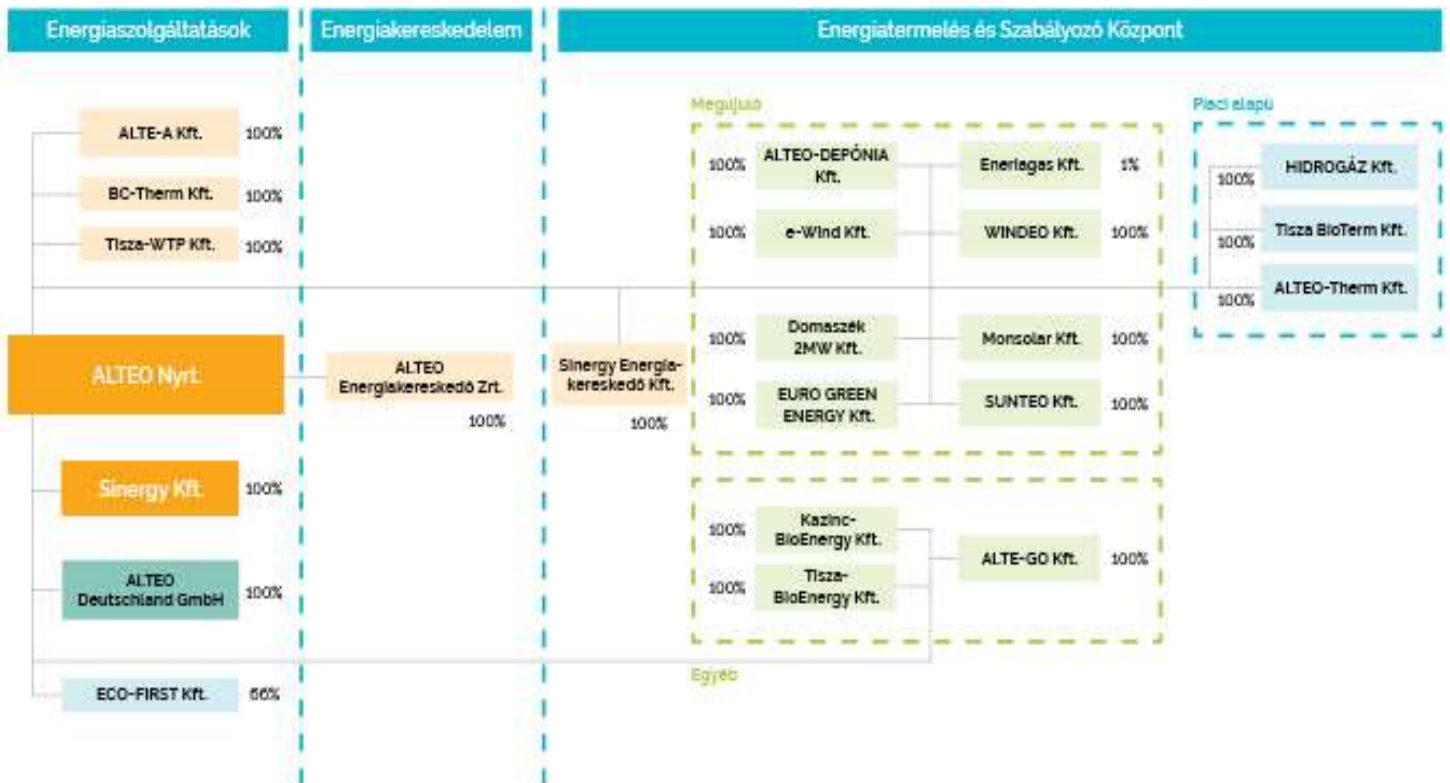 Energiaszolgáltatások
Energiakereskedelem
Energiatermelés és Szabályozó Központ
ALTE-A Kft.
100%
BC-Therm Kft.
100%
Tisza-WTP Kft.
100%
ALTEO Nyrt.
Sinergy Kft.
100%
ALTEO
Deutschland GmbH
100%
ECO-FIRST Kft.
66%
ALTEO
Energiakereskedő Zrt.
100%
Sinergy Energia-
kereskedő Kft.
100%
Megújuló
100%
ALTEO-DEPÓNIA
Kft.
Eneriagas Kft.
1%
100%
e-Wind Kft.
WINDEO Kft.
100%
100%
Domaszék
2MW Kft.
Monsolar Kft.
100%
100%
EURO GREEN
ENERGY Kft.
SUNTEO Kft.
100%
100%
Kazinc-
BioEnergy Kft.
100%
Tisza-
BioEnergy Kft.
ALTE-GO Kft.
100%
Egyéb
Piaci alapú
100%
HIDROGÁZ Kft.
100%
Tisza BioTerm Kft.
100%
ALTEO-Therm Kft.